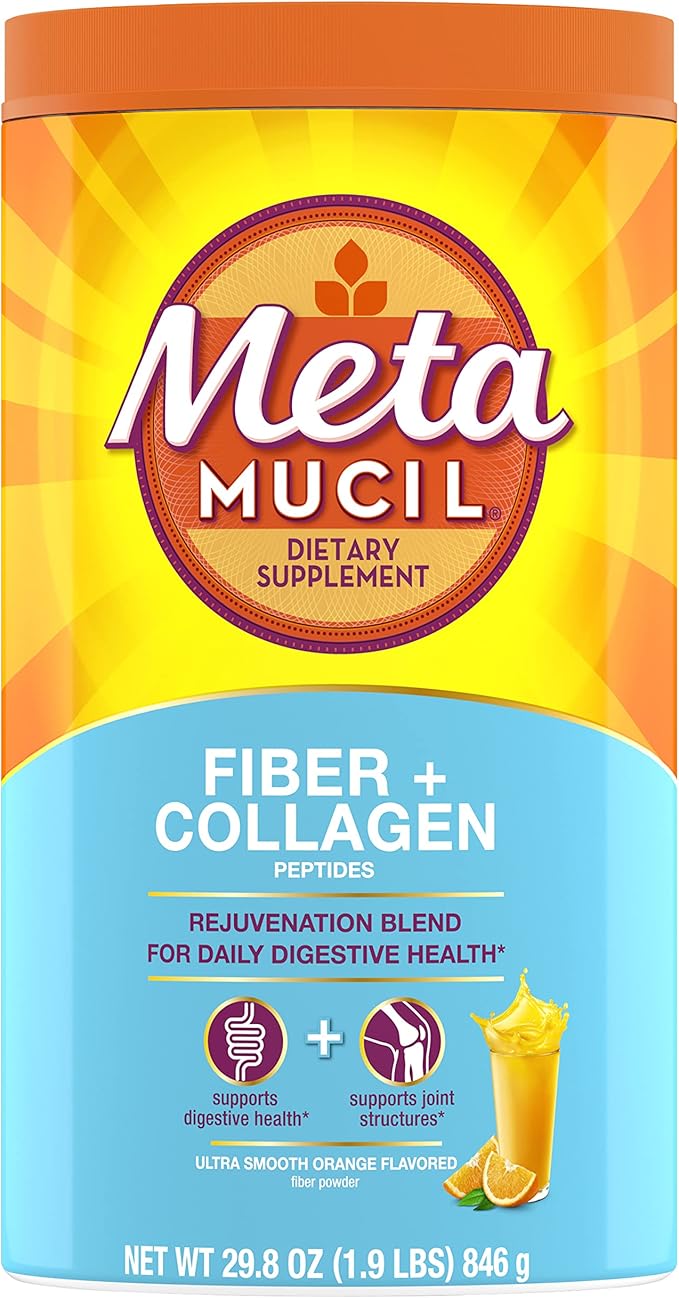 Meta
MUCIL®
DIETARY
SUPPLEMENT
FIBER +
COLLAGEN
PEPTIDES
REJUVENATION BLEND
FOR DAILY DIGESTIVE HEALTH*
+
supports
digestive health*
supports joint
structures*
ULTRA SMOOTH ORANGE FLAVORED
fiber powder
NET WT 29.8 OZ (1.9 LBS) 846 g